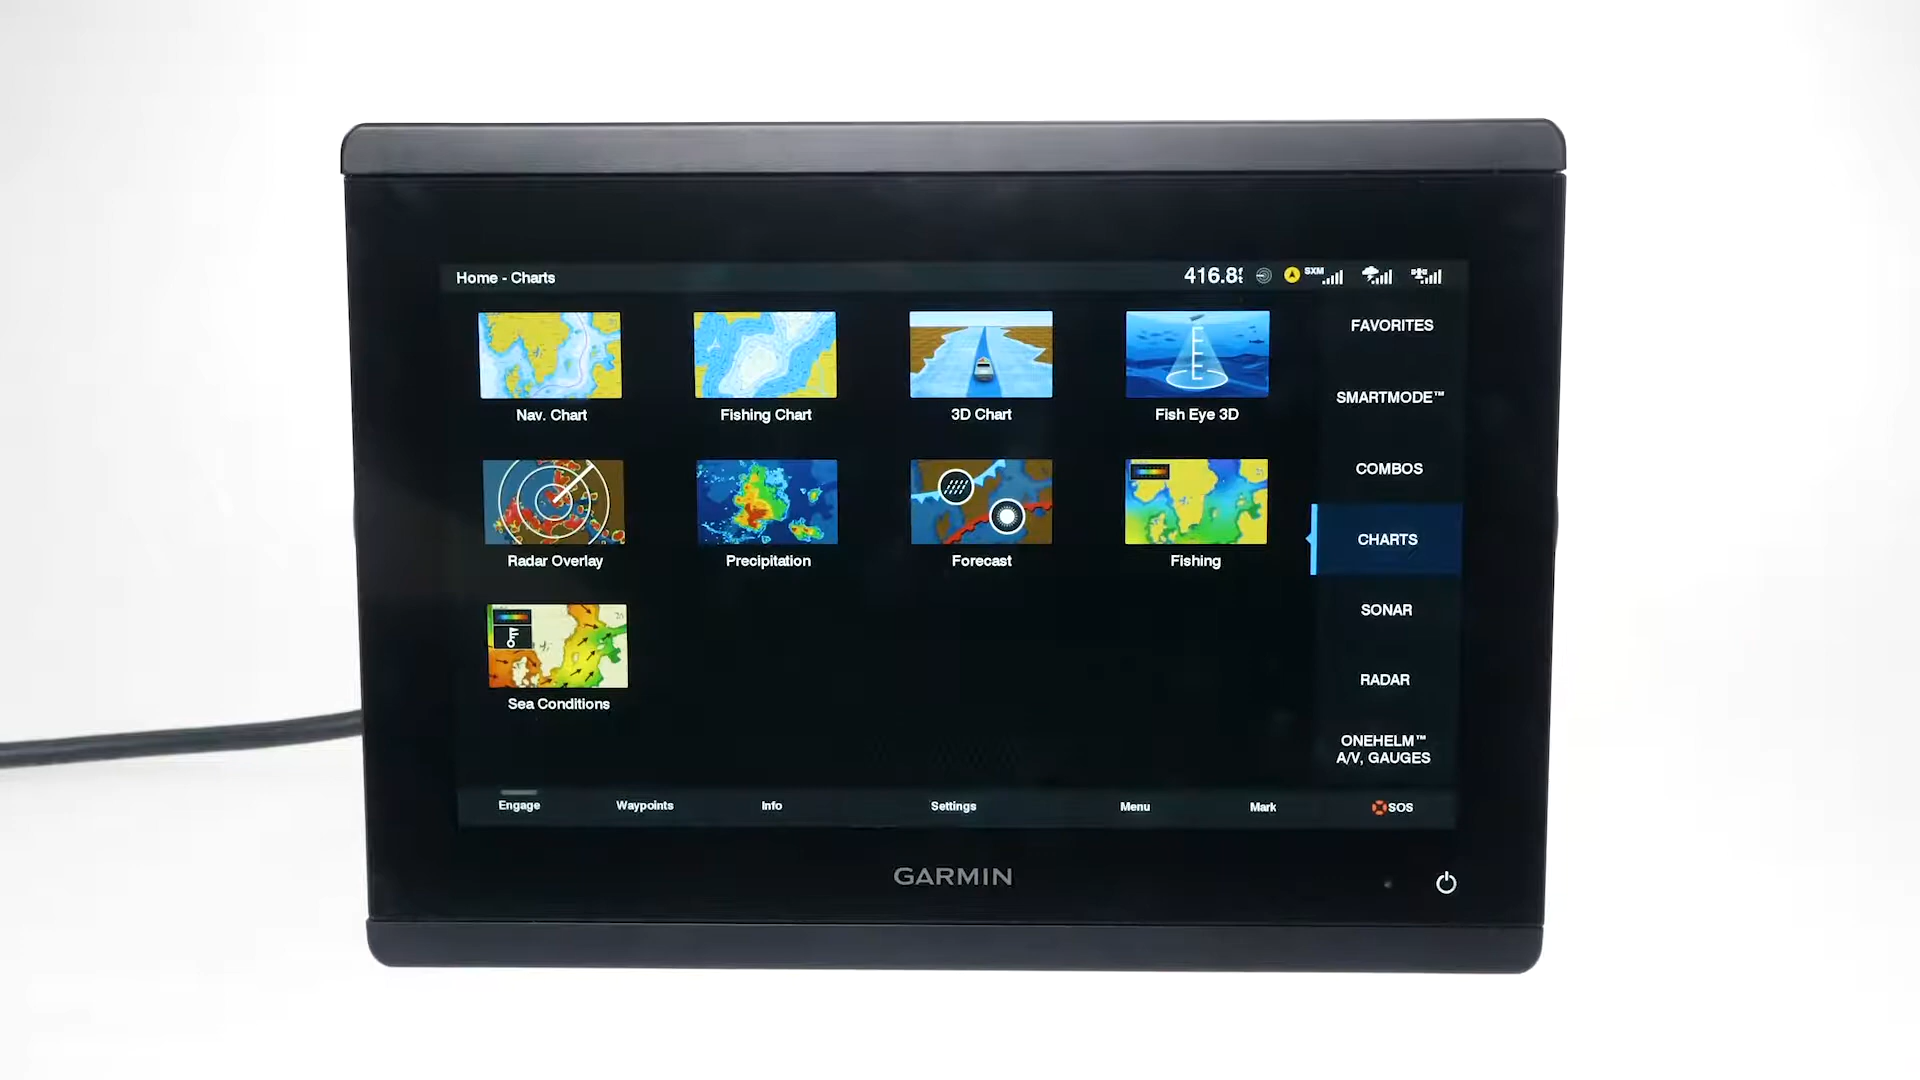 Home - Charts
416.8ft
SXM
Nav. Chart
Fishing Chart
3D Chart
Fish Eye 3D
Radar Overlay
Precipitation
Forecast
Fishing
Sea Conditions
FAVORITES
SMARTMODE™
COMBOS
CHARTS
SONAR
RADAR
ONEHELM™
A/V, GAUGES
Engage
Waypoints
Info
Settings
Menu
Mark
SOS
GARMIN